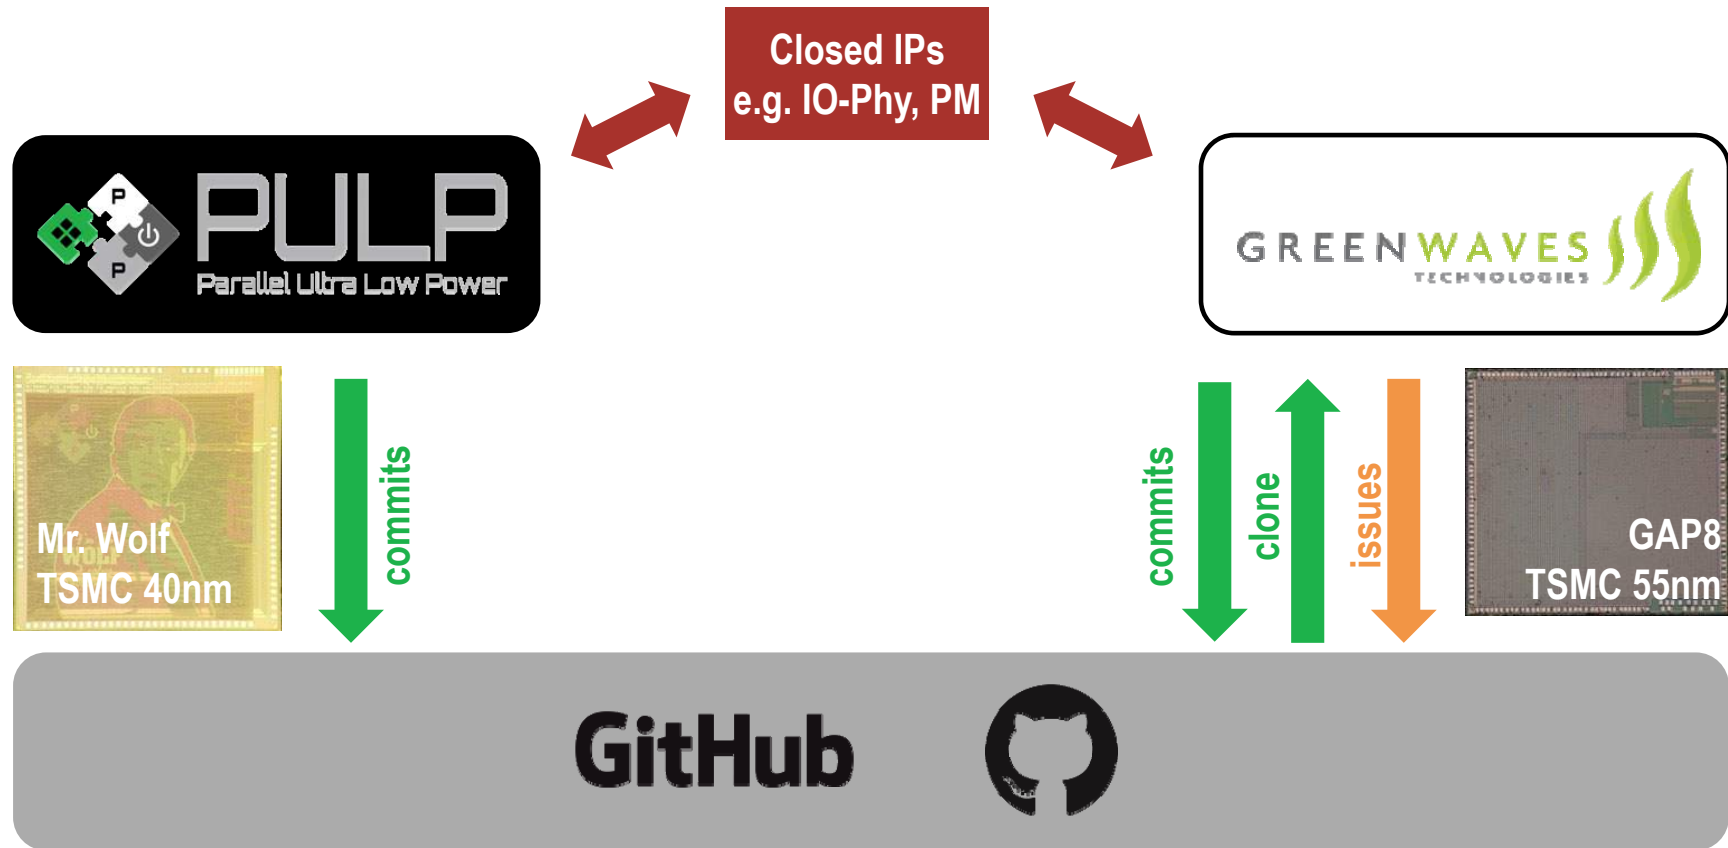 Closed IPs
e.g. IO-Phy, PM
P
P
PULP
Parallel Ultra Low Power
GREENWAVES
TECHNOLOGIES
Mr. Wolf
TSMC 40nm
commits
commits
clone
issues
GAP8
TSMC 55nm
WOLF
GitHub